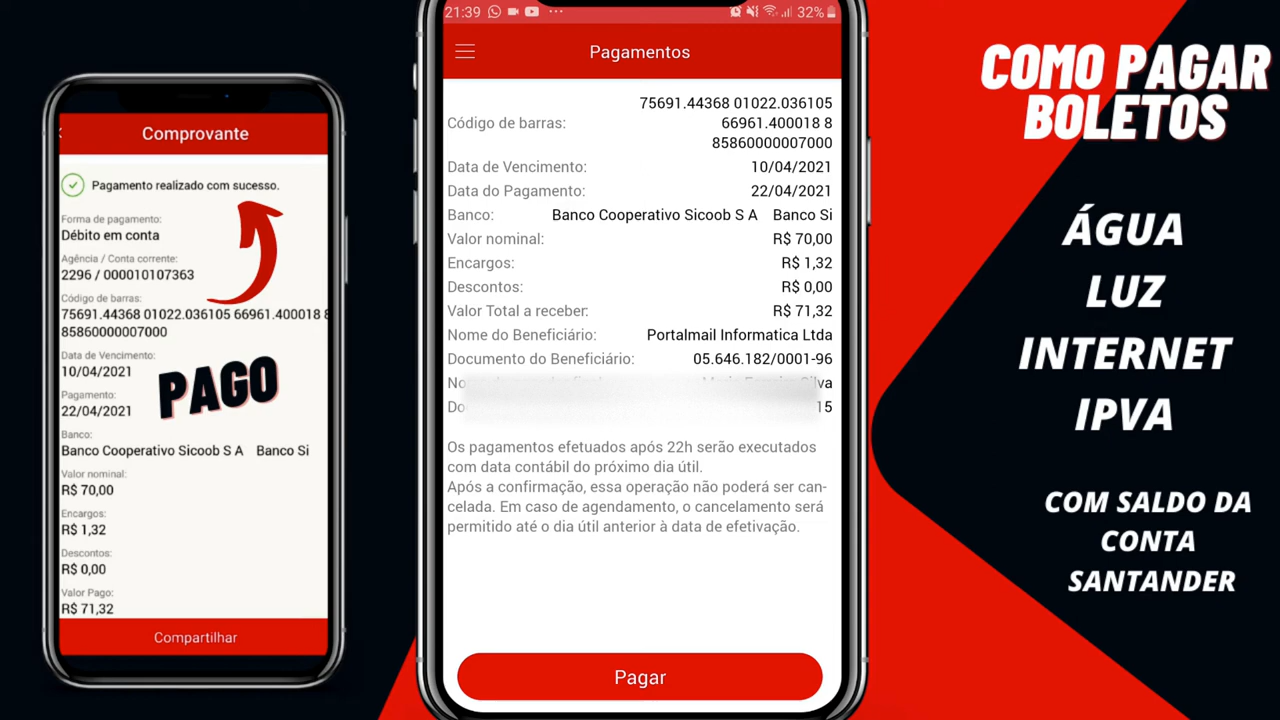 Comprovante
Pagamento realizado com sucesso.
Forma de pagamento:
Débito em conta
Agência / Conta corrente:
2296 / 000010107363
Código de barras:
75691.44368 01022.036105 66961.400018 8
85860000007000
Data de Vencimento:
10/04/2021
Pagamento:
22/04/2021
PAGO
Banco:
Banco Cooperativo Sicoob S A Banco Si
Valor nominal:
R$ 70,00
Encargos:
R$ 1,32
Descontos:
R$ 0,00
Valor Pago:
R$ 71,32
Compartilhar
21:39 32%
Pagamentos
75691.44368 01022.036105
Código de barras: 66961.400018 8
85860000007000
Data de Vencimento: 10/04/2021
Data do Pagamento: 22/04/2021
Banco: Banco Cooperativo Sicoob S A Banco Si
Valor nominal: R$ 70,00
Encargos: R$ 1,32
Descontos: R$ 0,00
Valor Total a receber: R$ 71,32
Nome do Beneficiário: Portalmail Informatica Ltda
Documento do Beneficiário: 05.646.182/0001-96
Os pagamentos efetuados após 22h serão executados
com data contábil do próximo dia útil.
Após a confirmação, essa operação não poderá ser can-
celada. Em caso de agendamento, o cancelamento será
permitido até o dia útil anterior à data de efetivação.
Pagar
COMO PAGAR
BOLETOS
ÁGUA
LUZ
INTERNET
IPVA
COM SALDO DA
CONTA
SANTANDER